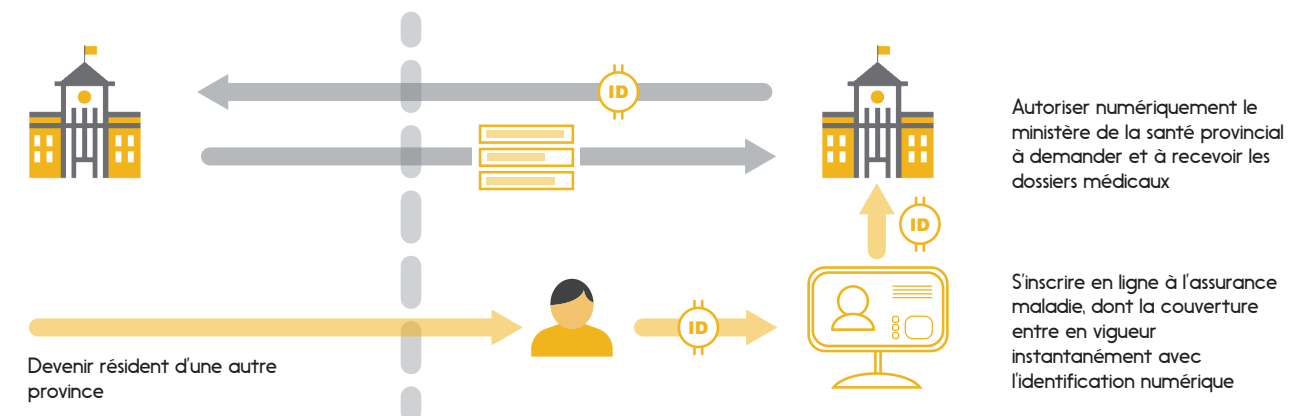 ID
Autoriser numériquement le
ministère de la santé provincial
à demander et à recevoir les
dossiers médicaux
ID
S'inscrire en ligne à l'assurance
maladie, dont la couverture
entre en vigueur
instantanément avec
l'identification numérique
ID
Devenir résident d'une autre
province